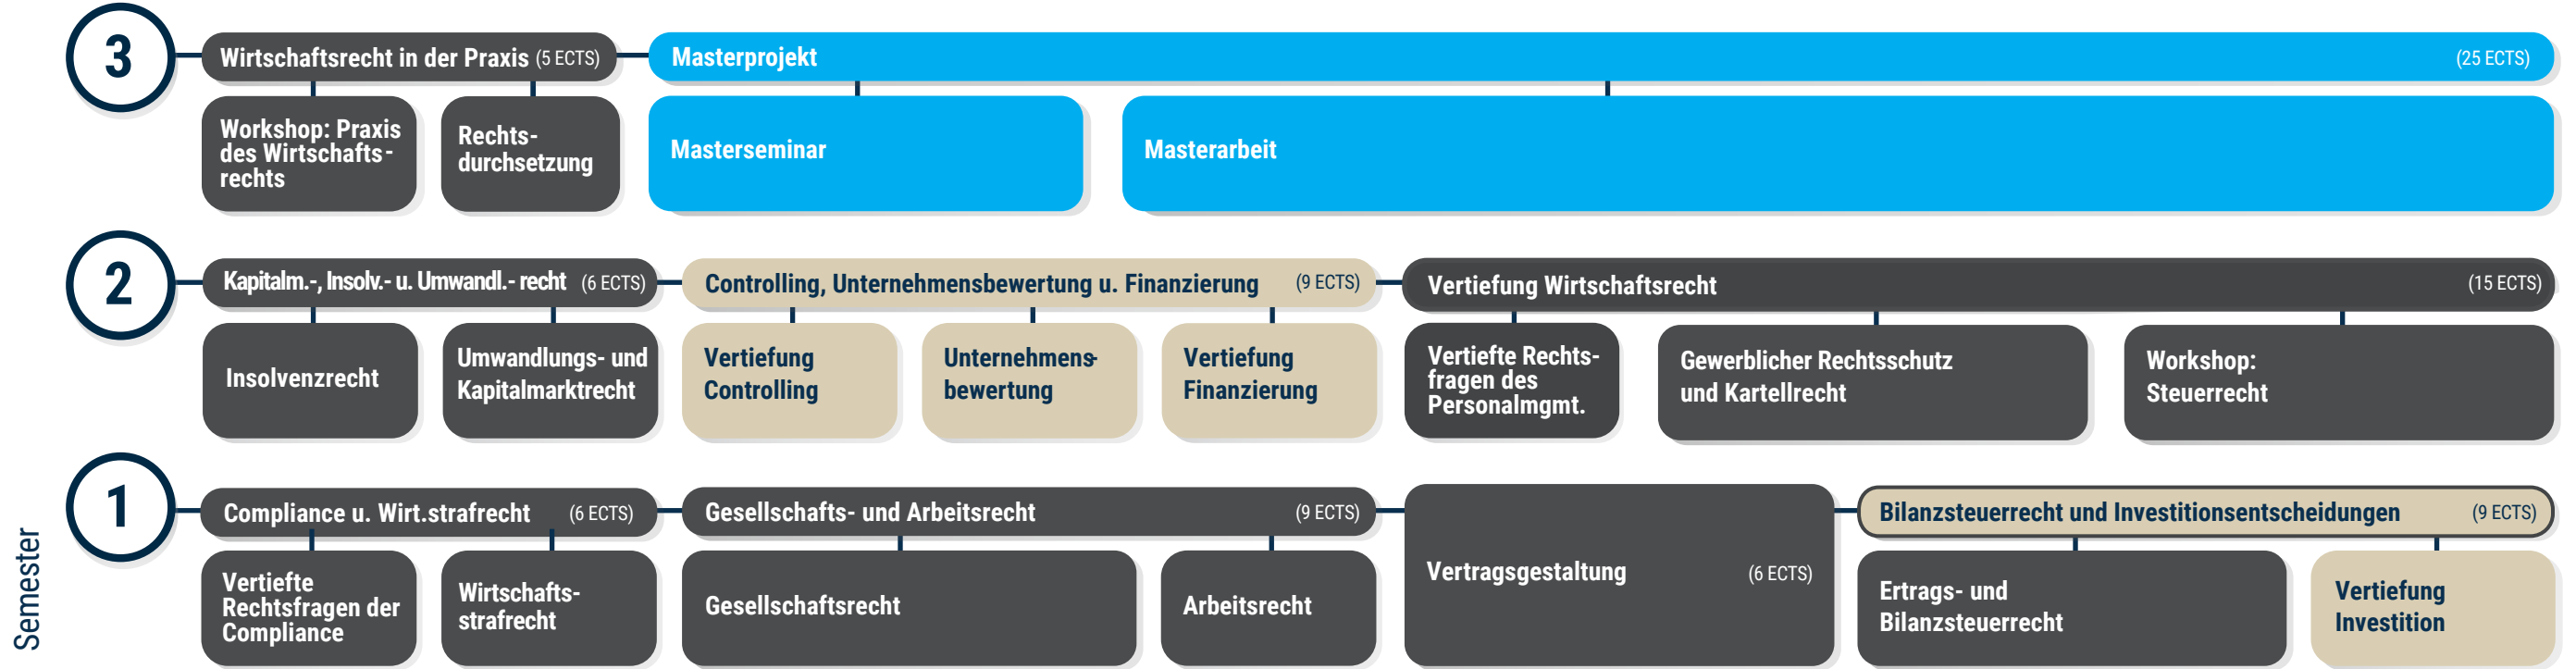 3
Wirtschaftsrecht in der Praxis (5 ECTS)
Masterprojekt (25 ECTS)
Workshop: Praxis
des Wirtschafts-
rechts
Rechts-
durchsetzung
Masterseminar
Masterarbeit
2
Kapitalm.-, Insolv.- u. Umwandl.- recht (6 ECTS)
Controlling, Unternehmensbewertung u. Finanzierung (9 ECTS)
Vertiefung Wirtschaftsrecht (15 ECTS)
Insolvenzrecht
Umwandlungs- und
Kapitalmarktrecht
Vertiefung
Controlling
Unternehmens-
bewertung
Vertiefung
Finanzierung
Vertiefte Rechts-
fragen des
Personalmgmt.
Gewerblicher Rechtsschutz
und Kartellrecht
Workshop:
Steuerrecht
Semester
1
Compliance u. Wirt.strafrecht (6 ECTS)
Gesellschafts- und Arbeitsrecht (9 ECTS)
Vertragsgestaltung (6 ECTS)
Bilanzsteuerrecht und Investitionsentscheidungen (9 ECTS)
Vertiefte
Rechtsfragen der
Compliance
Wirtschafts-
strafrecht
Gesellschaftsrecht
Arbeitsrecht
Ertrags- und
Bilanzsteuerrecht
Vertiefung
Investition